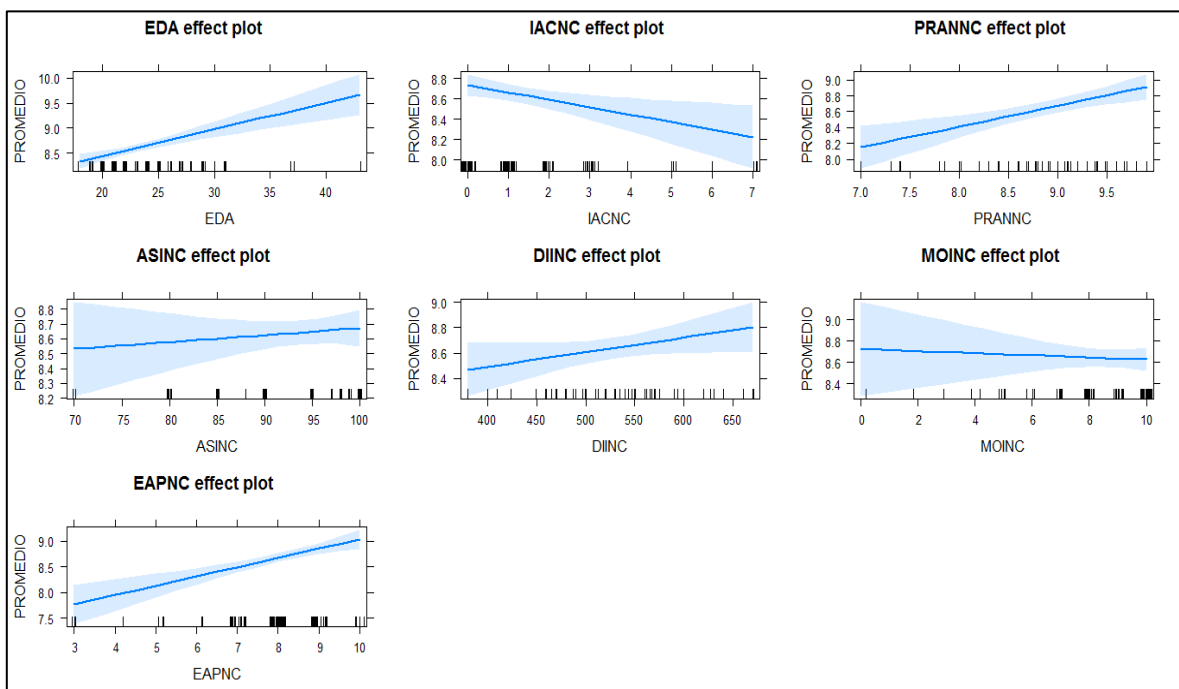 EDA effect plot
PROMEDIO
10.0
9.5
9.0
8.5
20 25 30 35 40
EDA
IACNC effect plot
PROMEDIO
8.8
8.6
8.4
8.2
8.0
0 1 2 3 4 5 6 7
IACNC
PRANNC effect plot
PROMEDIO
9.0
8.8
8.6
8.4
8.2
8.0
7.0 7.5 8.0 8.5 9.0 9.5
PRANNC
ASINC effect plot
PROMEDIO
8.8
8.7
8.6
8.5
8.4
8.3
8.2
70 75 80 85 90 95 100
ASINC
DIINC effect plot
PROMEDIO
9.0
8.8
8.6
8.4
400 450 500 550 600 650
DIINC
MOINC effect plot
PROMEDIO
9.0
8.8
8.6
8.4
0 2 4 6 8 10
MOINC
EAPNC effect plot
PROMEDIO
9.0
8.5
8.0
7.5
3 4 5 6 7 8 9 10
EAPNC